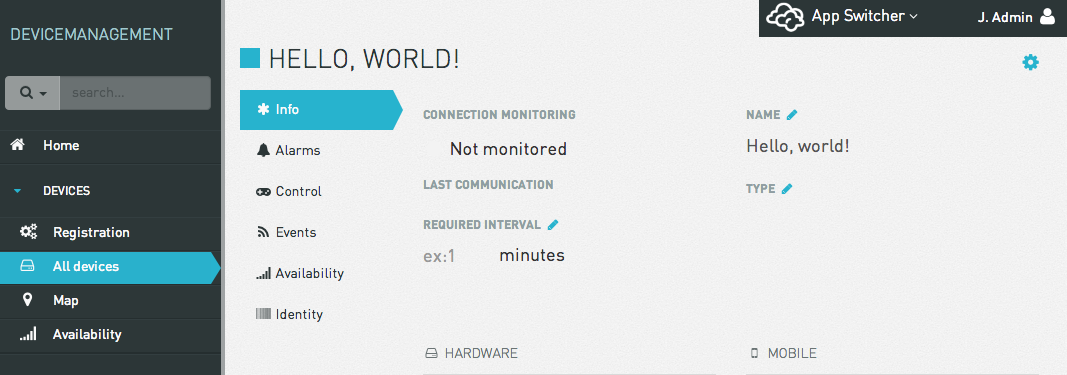 DEVICEMANAGEMENT
search...
Home
DEVICES
Registration
All devices
Map
Availability
App Switcher
J. Admin
HELLO, WORLD!
Info
Alarms
Control
Events
Availability
Identity
CONNECTION MONITORING
Not monitored
LAST COMMUNICATION
REQUIRED INTERVAL
ex:1 minutes
NAME
Hello, world!
TYPE
HARDWARE
MOBILE